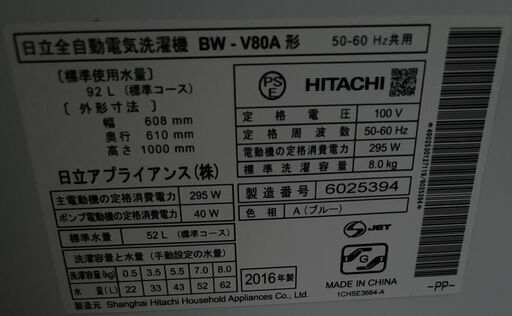 日立全自動電気洗濯機 BW - V80A 形 50-60 Hz共用
〔標準使用水量〕
92 L (標準コース)
〔 外 形 寸 法 〕
幅 608 mm
奥行 610 mm
高さ 1000 mm
日立アプライアンス(株)
主電動機の定格消費電力 295 W
ポンプ電動機の定格消費電力 40 W
標準水量 52 L (標準コース)
洗濯容量と水量 (手動設定の水量)
洗濯容量(kg) 0.5 3.5 5.5 7.0 8.0
水 量(L) 22 33 43 52 62
製造元 Shanghai Hitachi Household Appliances Co., Ltd.
PS
E
HITACHI
定格電圧 100 V
定格周波数 50-60 Hz
電動機の定格消費電力 295 W
標準洗濯容量 8.0 kg
製造番号 6025394
色 相 A (ブルー)
2016年製
JET
MADE IN CHINA
1CHSE3664-A
-PP-